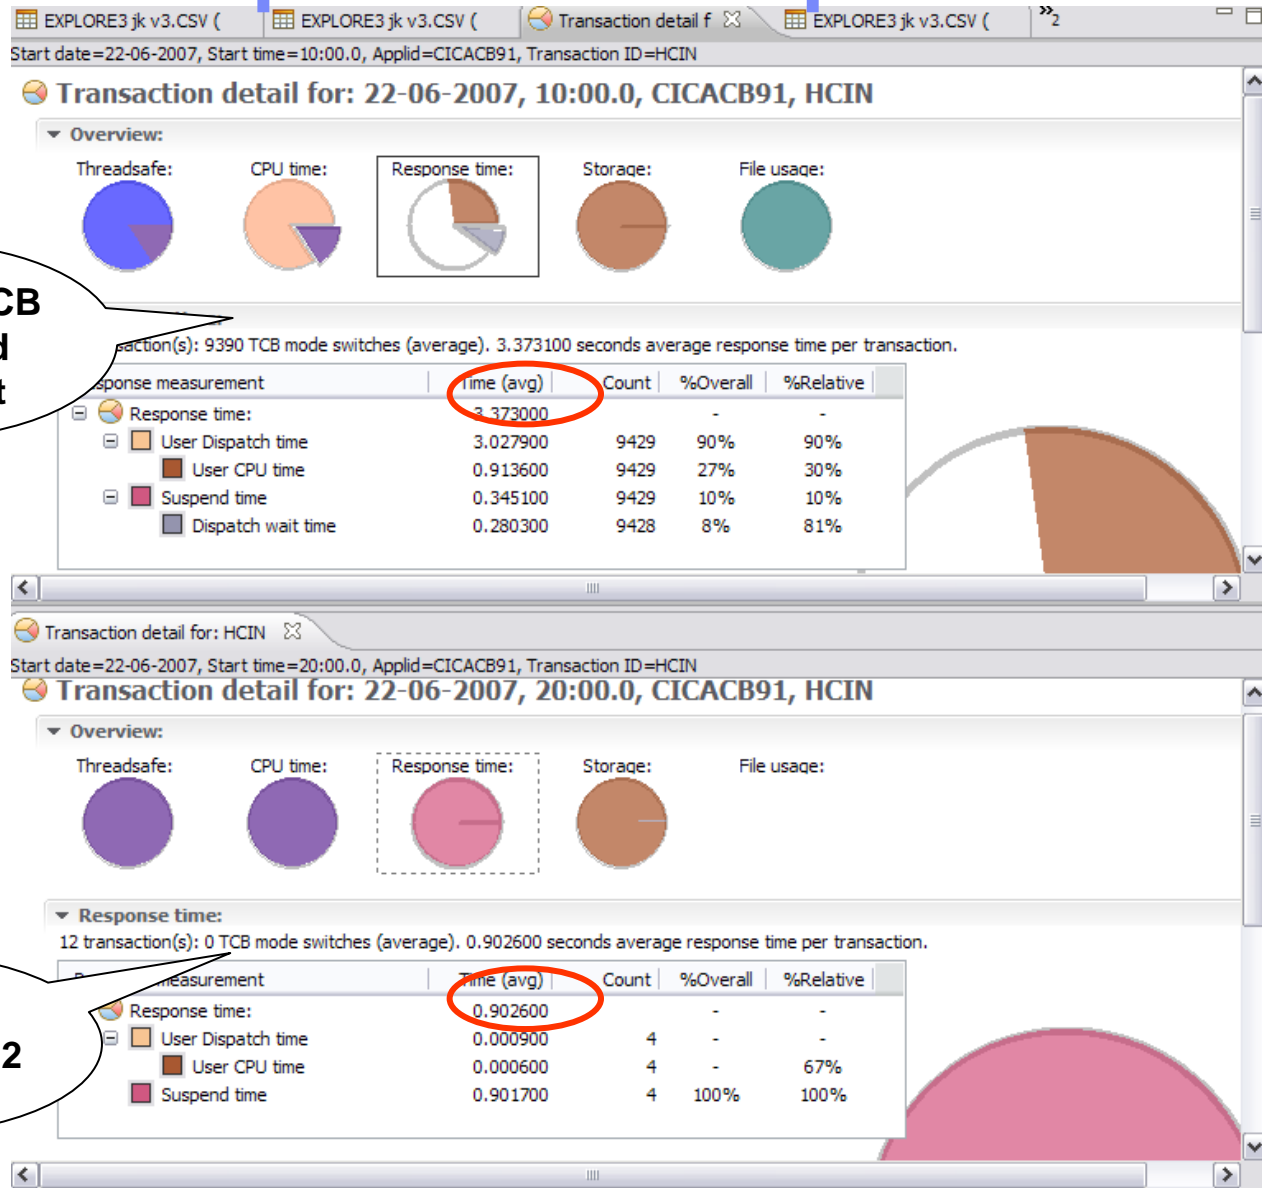 EXPLORE3 jk v3.CSV (
EXPLORE3 jk v3.CSV (
Transaction detail f
EXPLORE3 jk v3.CSV (
»2
Start date=22-06-2007, Start time=10:00.0, Applid=CICACB91, Transaction ID=HCIN
Transaction detail for: 22-06-2007, 10:00.0, CICACB91, HCIN
Overview:
Threadsafe: CPU time: Response time: Storage: File usage:
CB
d
t
action(s): 9390 TCB mode switches (average). 3.373100 seconds average response time per transaction.
sponse measurement Time (avg) Count %Overall %Relative
Response time: 3.373000 - -
User Dispatch time 3.027900 9429 90% 90%
User CPU time 0.913600 9429 27% 30%
Suspend time 0.345100 9429 10% 10%
Dispatch wait time 0.280300 9428 8% 81%
Transaction detail for: HCIN
Start date=22-06-2007, Start time=20:00.0, Applid=CICACB91, Transaction ID=HCIN
Transaction detail for: 22-06-2007, 20:00.0, CICACB91, HCIN
Overview:
Threadsafe: CPU time: Response time: Storage: File usage:
Response time:
12 transaction(s): 0 TCB mode switches (average). 0.902600 seconds average response time per transaction.
measurement Time (avg) Count %Overall %Relative
Response time: 0.902600 - -
User Dispatch time 0.000900 4 - -
User CPU time 0.000600 4 - 67%
Suspend time 0.901700 4 100% 100%
2